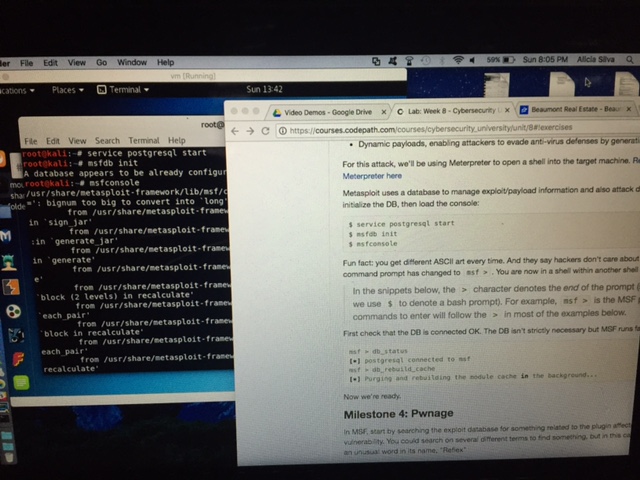 File Edit View Go Window Help
59% Sun 8:05 PM Alicia Silva
vm [Running]
Places Terminal Sun 13:42
root@
File Edit View Search Terminal Help
root@kali:~# service postgresql start
root@kali:~# msfdb init
A database appears to be already configur
root@kali:~# msfconsole
/usr/share/metasploit-framework/lib/msf/c
=': bignum too big to convert into `long'
from /usr/share/metasploit-framew
in `sign_jar'
from /usr/share/metasploit-framew
:in `generate_jar'
from /usr/share/metasploit-framew
in `generate'
from /usr/share/metasploit-framew
e'
from /usr/share/metasploit-framew
`block (2 levels) in recalculate'
from /usr/share/metasploit-framew
`each_pair'
from /usr/share/metasploit-framew
`block in recalculate'
from /usr/share/metasploit-framew
each_pair'
from /usr/share/metasploit-framew
recalculate'
Video Demos - Google Drive
Lab: Week 8 - Cybersecurity
Beaumont Real Estate - Beau
https://courses.codepath.com/courses/cybersecurity_university/unit/8#!exercises
• Dynamic payloads, enabling attackers to evade anti-virus defenses by generati
For this attack, we'll be using Meterpreter to open a shell into the target machine. Re
Meterpreter here
Metasploit uses a database to manage exploit/payload information and also attack d
initialize the DB, then load the console:
$ service postgresql start
$ msfdb init
$ msfconsole
Fun fact: you get different ASCII art every time. And they say hackers don't care about
command prompt has changed to msf > . You are now in a shell within another shell
In the snippets below, the > character denotes the end of the prompt (
we use $ to denote a bash prompt). For example, msf > is the MSF
commands to enter will follow the > in most of the examples below.
First check that the DB is connected OK. The DB isn't strictly necessary but MSF runs fa
msf > db_status
[*] postgresql connected to msf
msf > db_rebuild_cache
[*] Purging and rebuilding the module cache in the background...
Now we're ready.
Milestone 4: Pwnage
In MSF, start by searching the exploit database for something related to the plugin affect
vulnerability. You could search on several different terms to find something, but in this ca
an unusual word in its name, "Reflex"